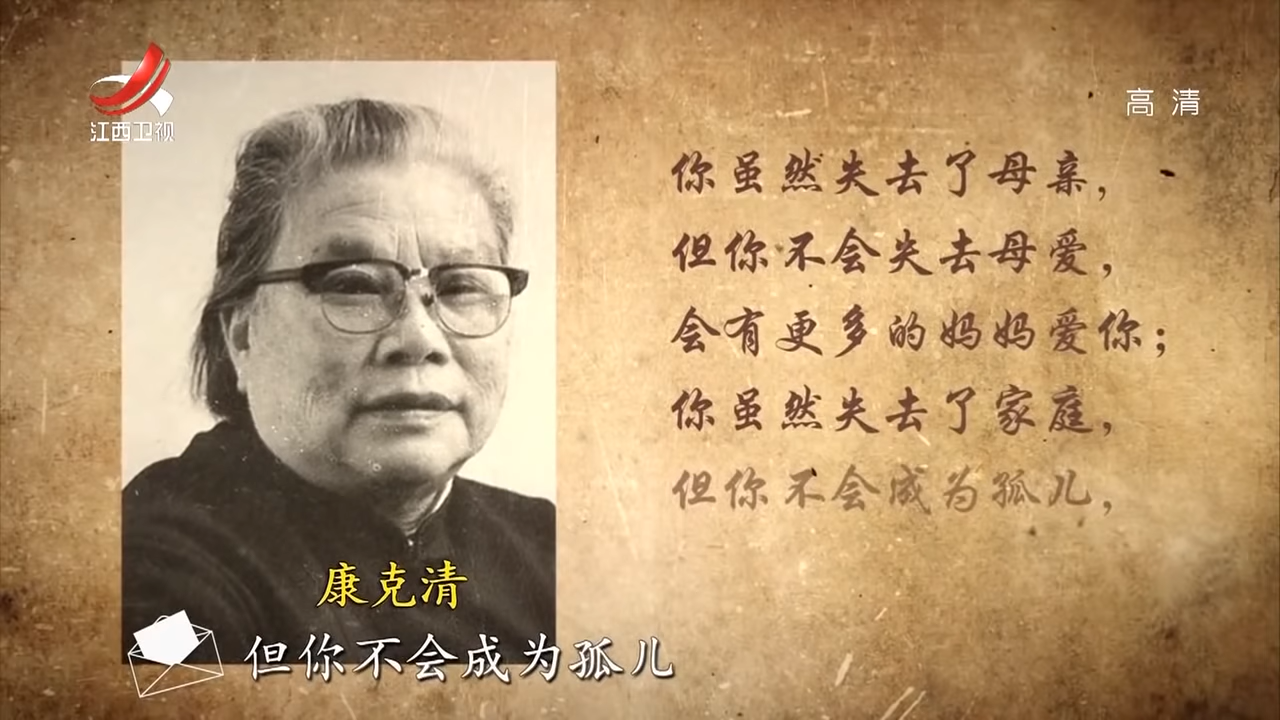 江西卫视
高清
你虽然失去了母亲，
但你不会失去母爱，
会有更多的妈妈爱你；
你虽然失去了家庭，
但你不会成为孤儿，
康克清
但你不会成为孤儿